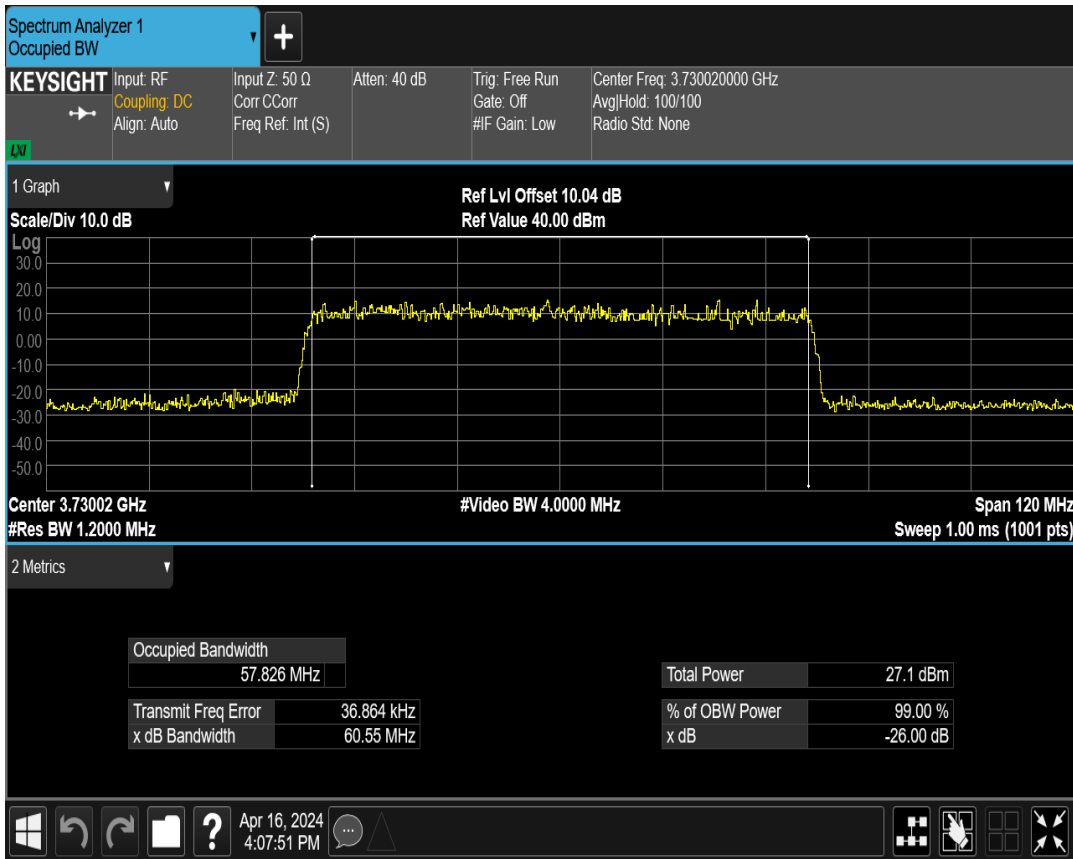 Spectrum Analyzer 1
Occupied BW
KEYSIGHT
LXI
Input: RF
Coupling: DC
Align: Auto
Input Z: 50 Ω
Corr CCorr
Freq Ref: Int (S)
Atten: 40 dB
Trig: Free Run
Gate: Off
#IF Gain: Low
Center Freq: 3.730020000 GHz
Avg|Hold: 100/100
Radio Std: None
1 Graph
Scale/Div 10.0 dB
Ref Lvl Offset 10.04 dB
Ref Value 40.00 dBm
Log
30.0
20.0
10.0
0.00
-10.0
-20.0
-30.0
-40.0
-50.0
Center 3.73002 GHz
#Video BW 4.0000 MHz
Span 120 MHz
#Res BW 1.2000 MHz
Sweep 1.00 ms (1001 pts)
2 Metrics
Occupied Bandwidth
57.826 MHz
Total Power 27.1 dBm
Transmit Freq Error 36.864 kHz
% of OBW Power 99.00 %
x dB Bandwidth 60.55 MHz
x dB -26.00 dB
?
Apr 16, 2024
4:07:51 PM